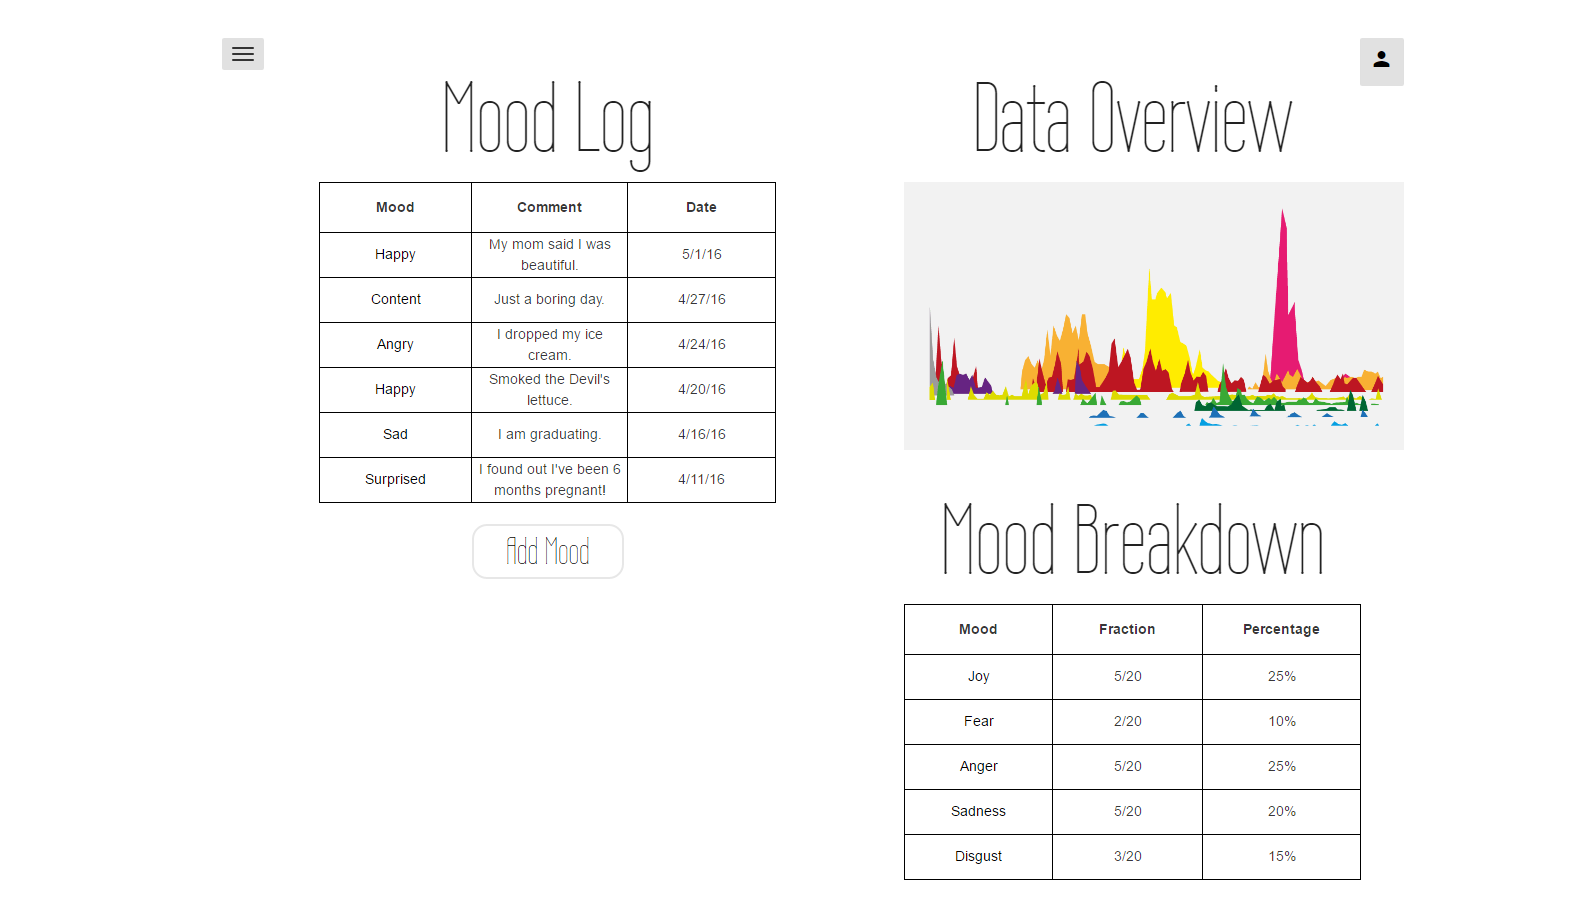 Mood Log
Mood Comment Date
Happy My mom said I was
beautiful. 5/1/16
Content Just a boring day. 4/27/16
Angry I dropped my ice
cream. 4/24/16
Happy Smoked the Devil's
lettuce. 4/20/16
Sad I am graduating. 4/16/16
Surprised I found out I've been 6
months pregnant! 4/11/16
Add Mood
Data Overview
Mood Breakdown
Mood Fraction Percentage
Joy 5/20 25%
Fear 2/20 10%
Anger 5/20 25%
Sadness 5/20 20%
Disgust 3/20 15%